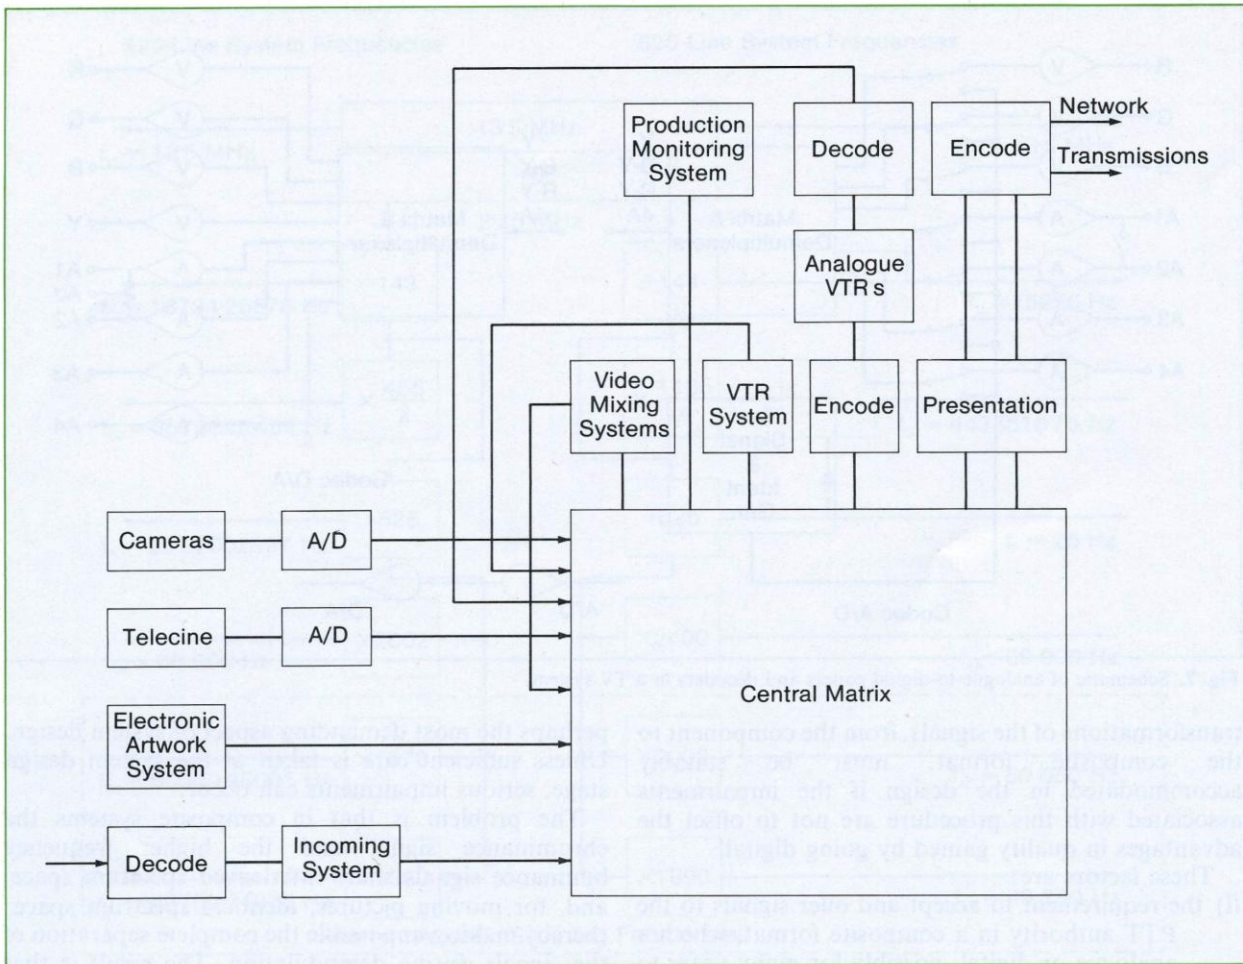 Production
Monitoring
System
Decode
Encode
Network
Transmissions
Analogue
VTR s
Video
Mixing
Systems
VTR
System
Encode
Presentation
Cameras
A/D
Telecine
A/D
Central Matrix
Electronic
Artwork
System
Decode
Incoming
System